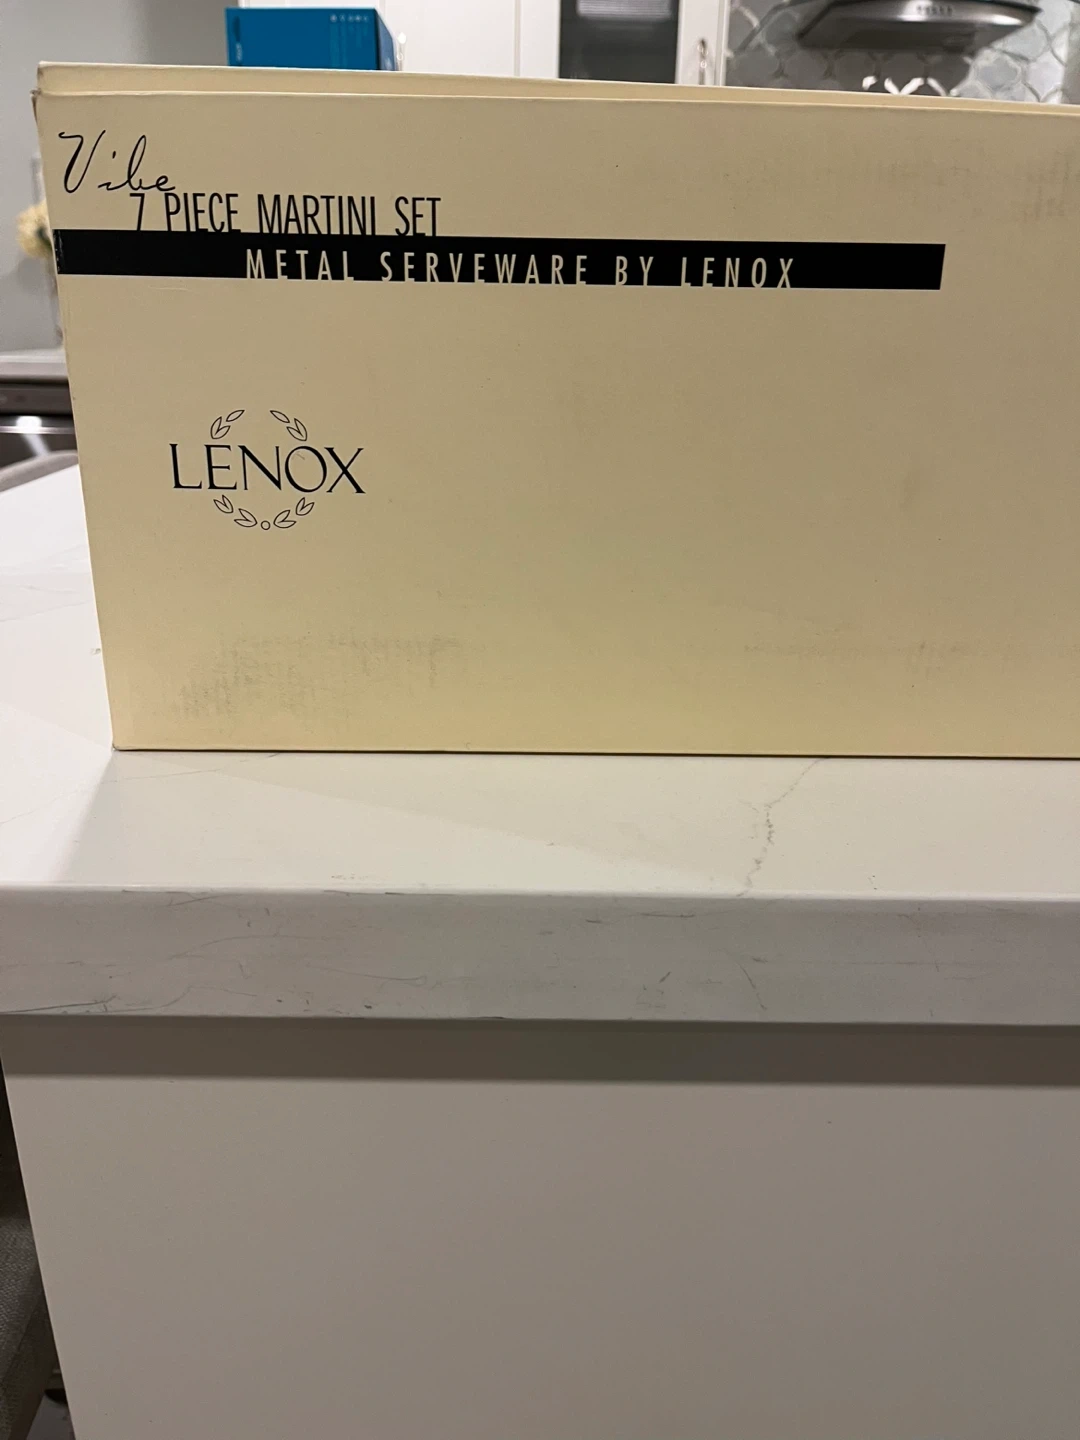 Vibe
7 PIECE MARTINI SET
METAL SERVEWARE BY LENOX
LENOX